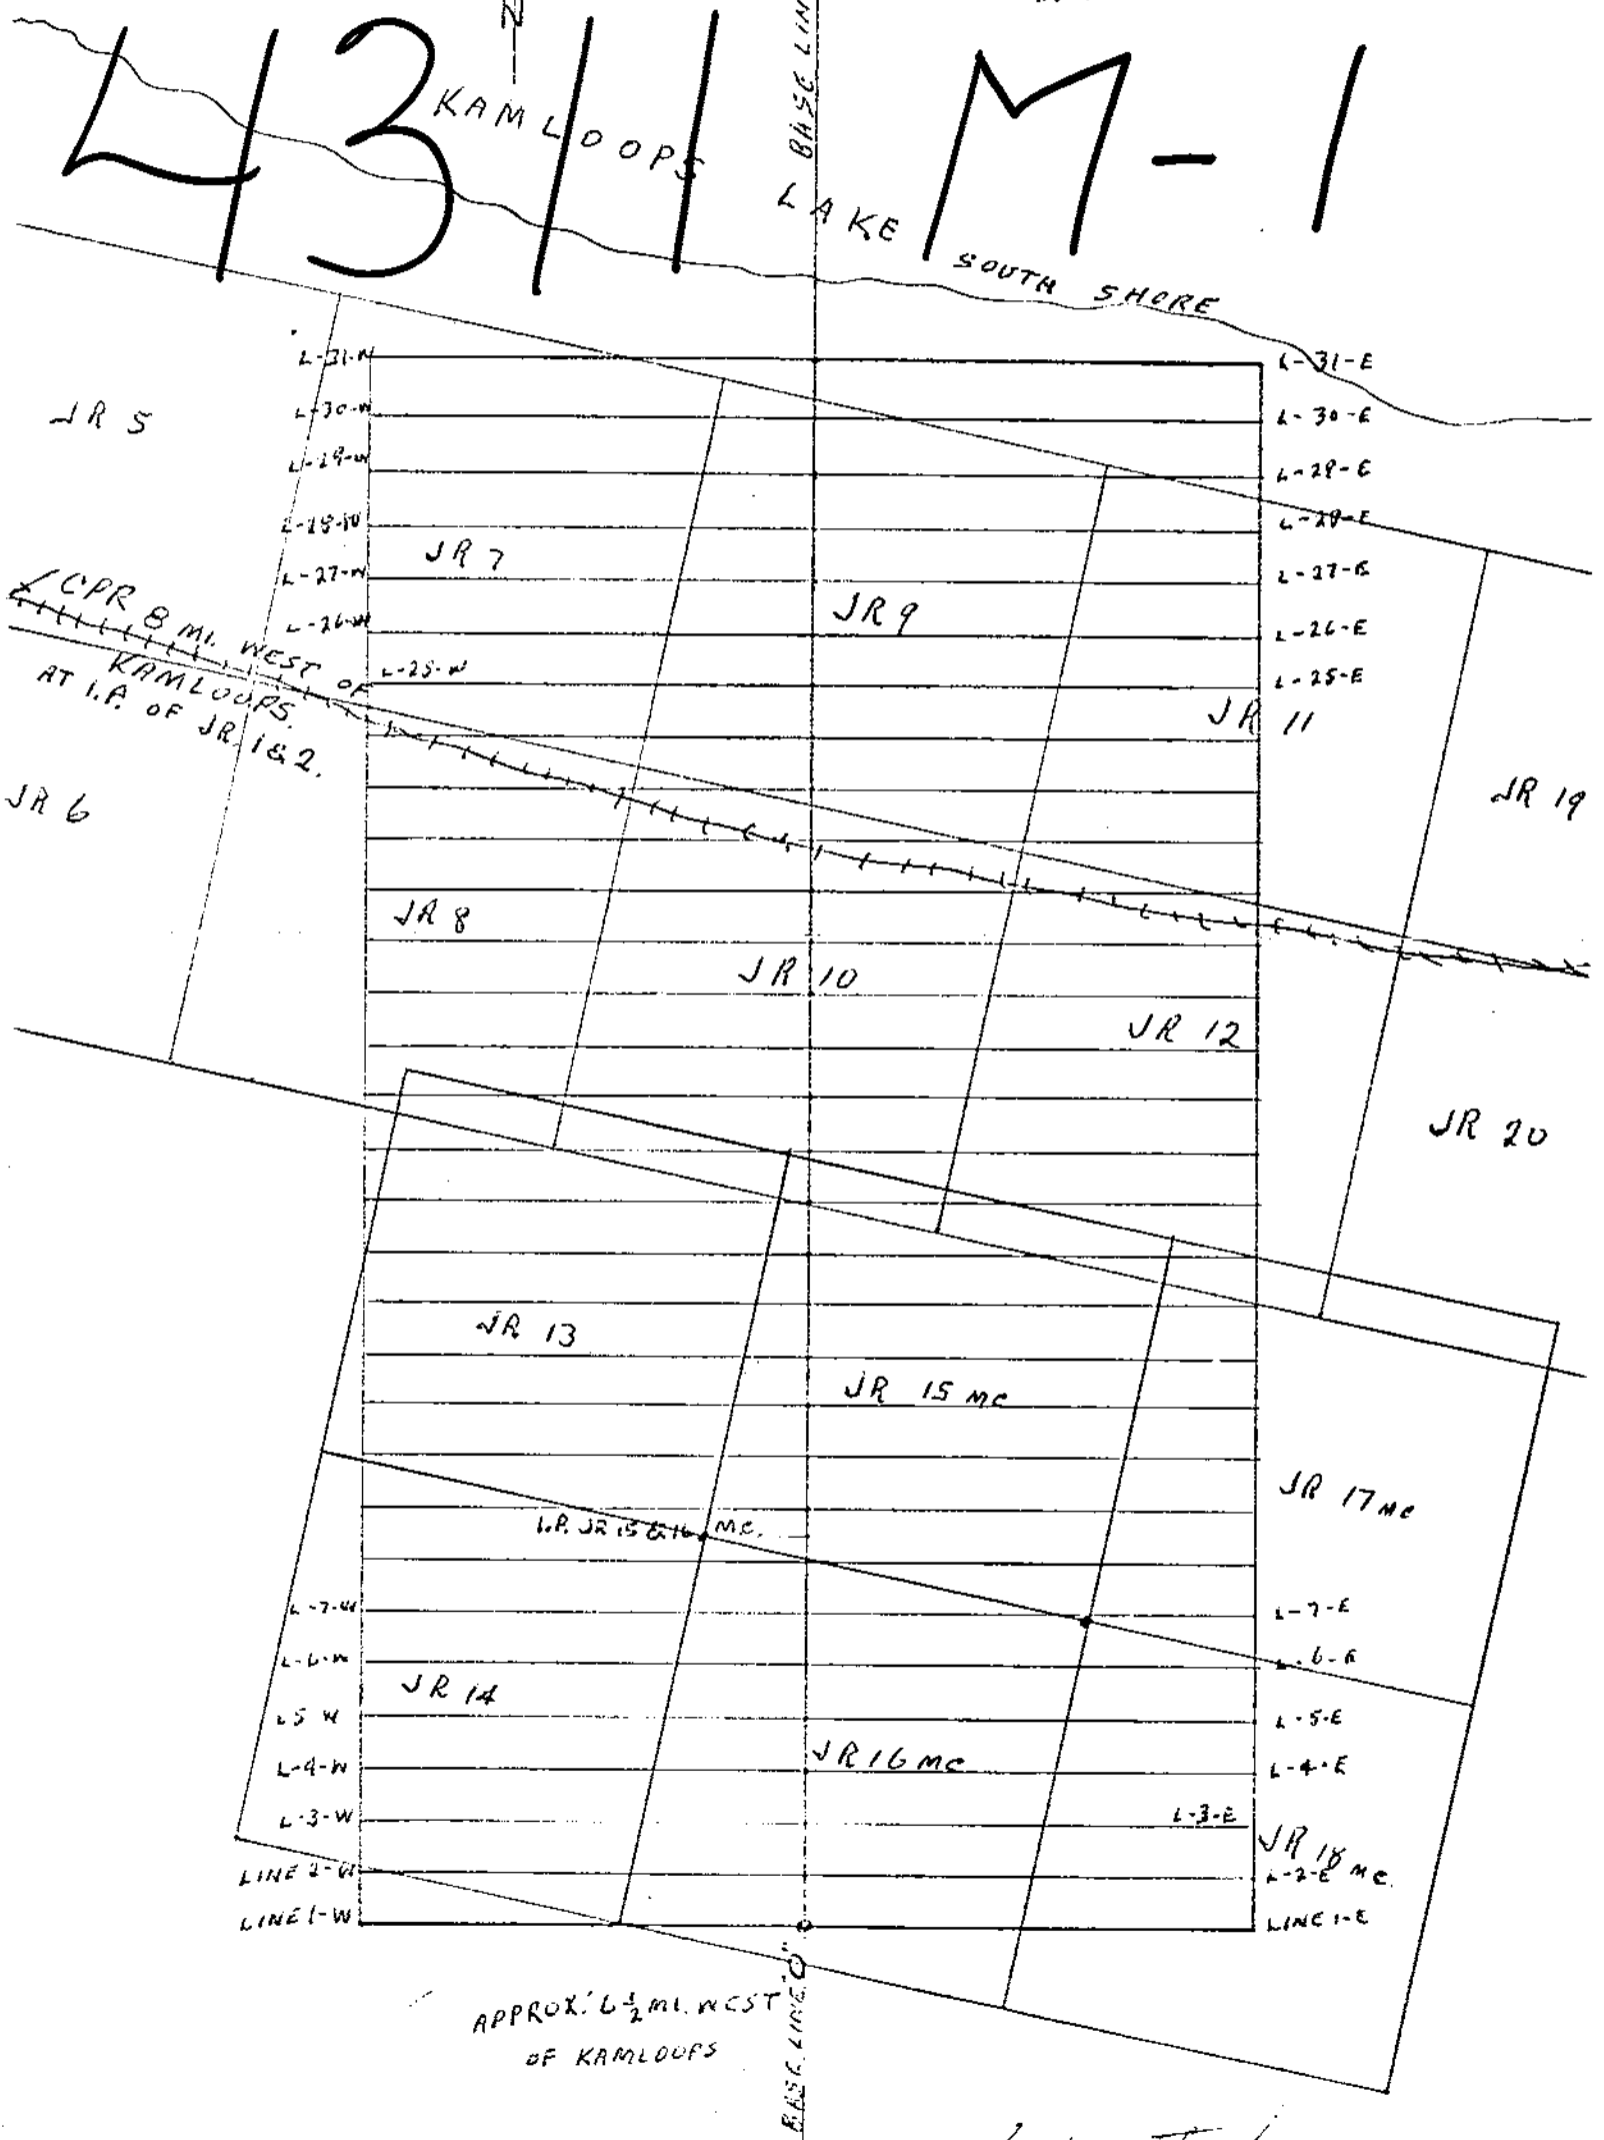 4311 M-1
N
BASE LIN
KAMLOOPS
LAKE
SOUTH SHORE
L-31-W
L-31-E
JR 5
L-30-W
L-30-E
L-29-W
L-29-E
L-28-W
L-28-E
JR 7
L-27-W
L-27-E
CPR 8 MI. WEST OF
KAMLOOPS.
AT I.P. OF JR. 1 & 2.
JR 9
L-26-W
L-26-E
L-25-W
L-25-E
JR 11
JR 6
JR 19
JR 8
JR 10
JR 12
JR 20
JR 13
JR 15 MC
JR 17 MC
I.P. JR 15 & 16 MC.
L-7-W
L-7-E
L-6-W
L-6-E
JR 14
L5 W
L-5-E
JR 16 MC
L-4-W
L-4-E
L-3-W
L-3-E
JR 18 MC.
LINE 2-W
L-2-E
LINE 1-W
LINE 1-E
APPROX. 6 1/2 MI. WEST
OF KAMLOOPS
BASE LINE "O"